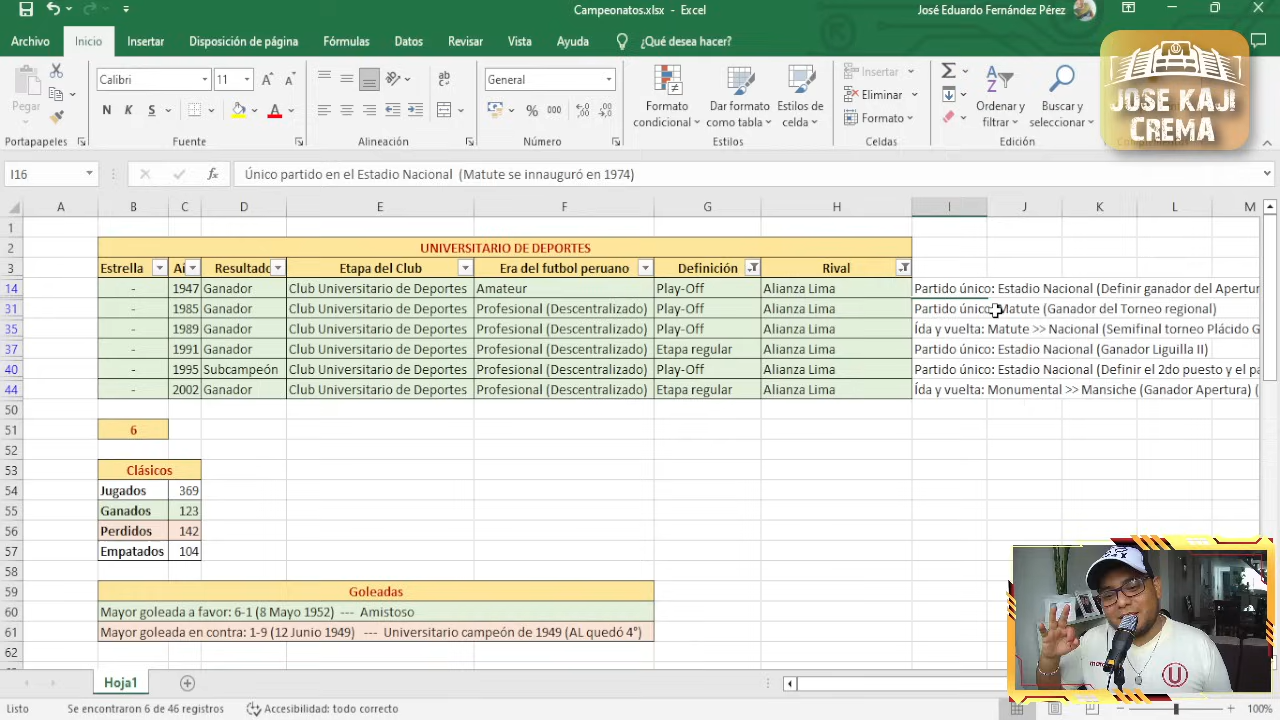 Campeonatos.xlsx - Excel
José Eduardo Fernández Pérez
Archivo Inicio Insertar Disposición de página Fórmulas Datos Revisar Vista Ayuda ¿Qué desea hacer?
Pegar
Calibri 11
N K S
General
% 000
Formato condicional
Dar formato como tabla
Estilos de celda
Insertar
Eliminar
Formato
Ordenar y filtrar
Buscar y seleccionar
Portapapeles Fuente Alineación Número Estilos Celdas Edición
JOSE KAJI
CREMA
I16 fx Único partido en el Estadio Nacional (Matute se innauguró en 1974)
A B C D E F G H I J K L M
1
2 UNIVERSITARIO DE DEPORTES
3 Estrella Añ Resultado Etapa del Club Era del futbol peruano Definición Rival
14 - 1947 Ganador Club Universitario de Deportes Amateur Play-Off Alianza Lima Partido único: Estadio Nacional (Definir ganador del Apertur
31 - 1985 Ganador Club Universitario de Deportes Profesional (Descentralizado) Play-Off Alianza Lima Partido único: Matute (Ganador del Torneo regional)
35 - 1989 Ganador Club Universitario de Deportes Profesional (Descentralizado) Play-Off Alianza Lima Ída y vuelta: Matute >> Nacional (Semifinal torneo Plácido G
37 - 1991 Ganador Club Universitario de Deportes Profesional (Descentralizado) Etapa regular Alianza Lima Partido único: Estadio Nacional (Ganador Liguilla II)
40 - 1995 Subcampeón Club Universitario de Deportes Profesional (Descentralizado) Play-Off Alianza Lima Partido único: Estadio Nacional (Definir el 2do puesto y el pa
44 - 2002 Ganador Club Universitario de Deportes Profesional (Descentralizado) Etapa regular Alianza Lima Ída y vuelta: Monumental >> Mansiche (Ganador Apertura) (
50
51 6
52
53 Clásicos
54 Jugados 369
55 Ganados 123
56 Perdidos 142
57 Empatados 104
58
59 Goleadas
60 Mayor goleada a favor: 6-1 (8 Mayo 1952) --- Amistoso
61 Mayor goleada en contra: 1-9 (12 Junio 1949) --- Universitario campeón de 1949 (AL quedó 4°)
62
Hoja1
Listo Se encontraron 6 de 46 registros Accesibilidad: todo correcto 100%